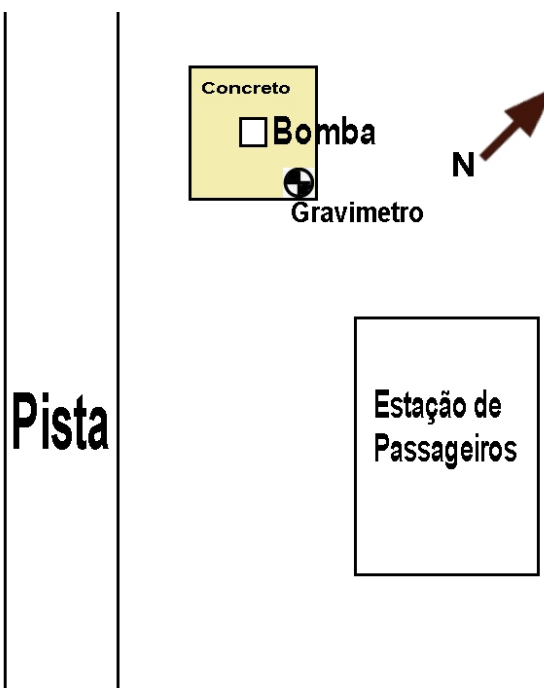 Concreto
Bomba
N
Gravimetro
Pista
Estação de
Passageiros